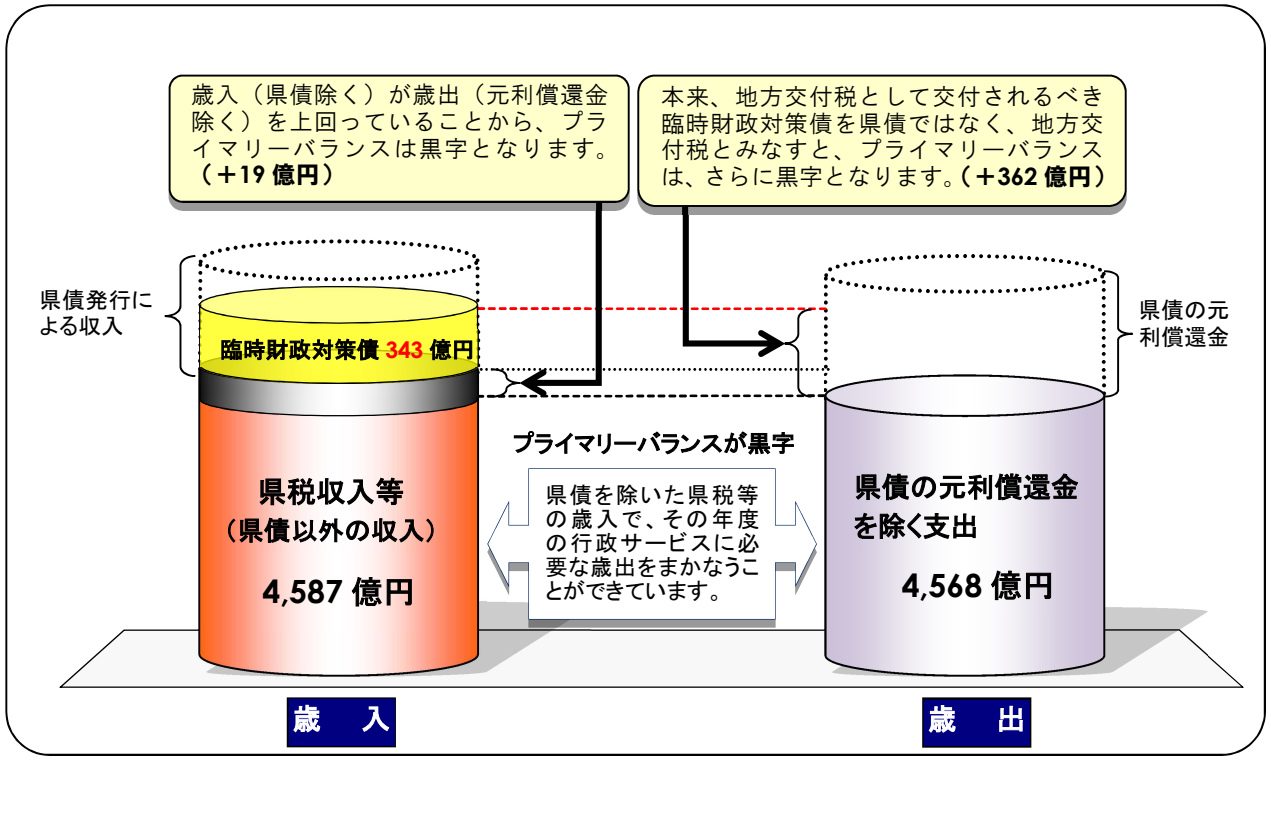 歳入（県債除く）が歳出（元利償還金
除く）を上回っていることから、プラ
イマリーバランスは黒字となります。
（＋19 億円）
本来、地方交付税として交付されるべき
臨時財政対策債を県債ではなく、地方交
付税とみなすと、プライマリーバランス
は、さらに黒字となります。（＋362 億円）
県債発行に
よる収入
臨時財政対策債 343 億円
県債の元
利償還金
プライマリーバランスが黒字
県税収入等
（県債以外の収入）
4,587 億円
県債を除いた県税等
の歳入で、その年度
の行政サービスに必
要な歳出をまかなうこ
とができています。
県債の元利償還金
を除く支出
4,568 億円
歳　入
歳　出